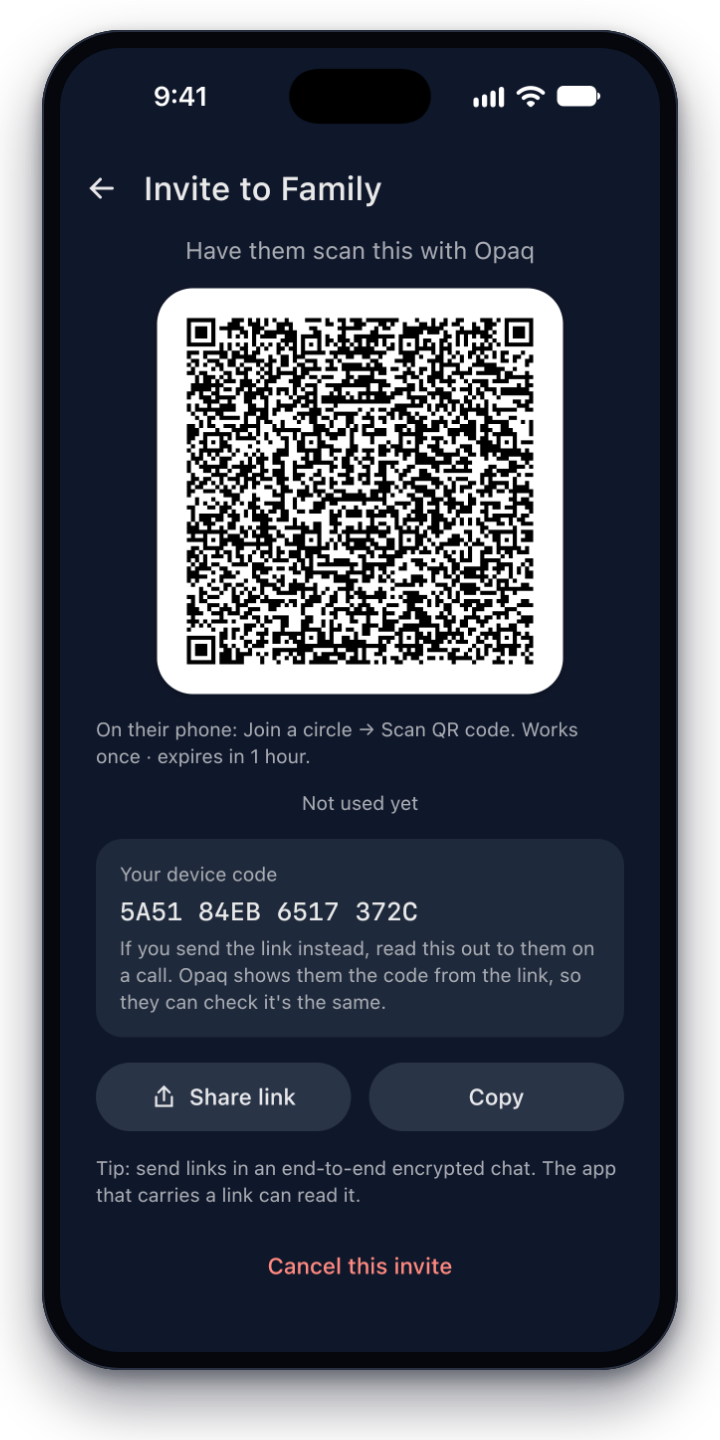 9:41
Invite to Family
Have them scan this with Opaq
On their phone: Join a circle → Scan QR code. Works
once · expires in 1 hour.
Not used yet
Your device code
5A51 84EB 6517 372C
If you send the link instead, read this out to them on
a call. Opaq shows them the code from the link, so
they can check it's the same.
Share link
Copy
Tip: send links in an end-to-end encrypted chat. The app
that carries a link can read it.
Cancel this invite